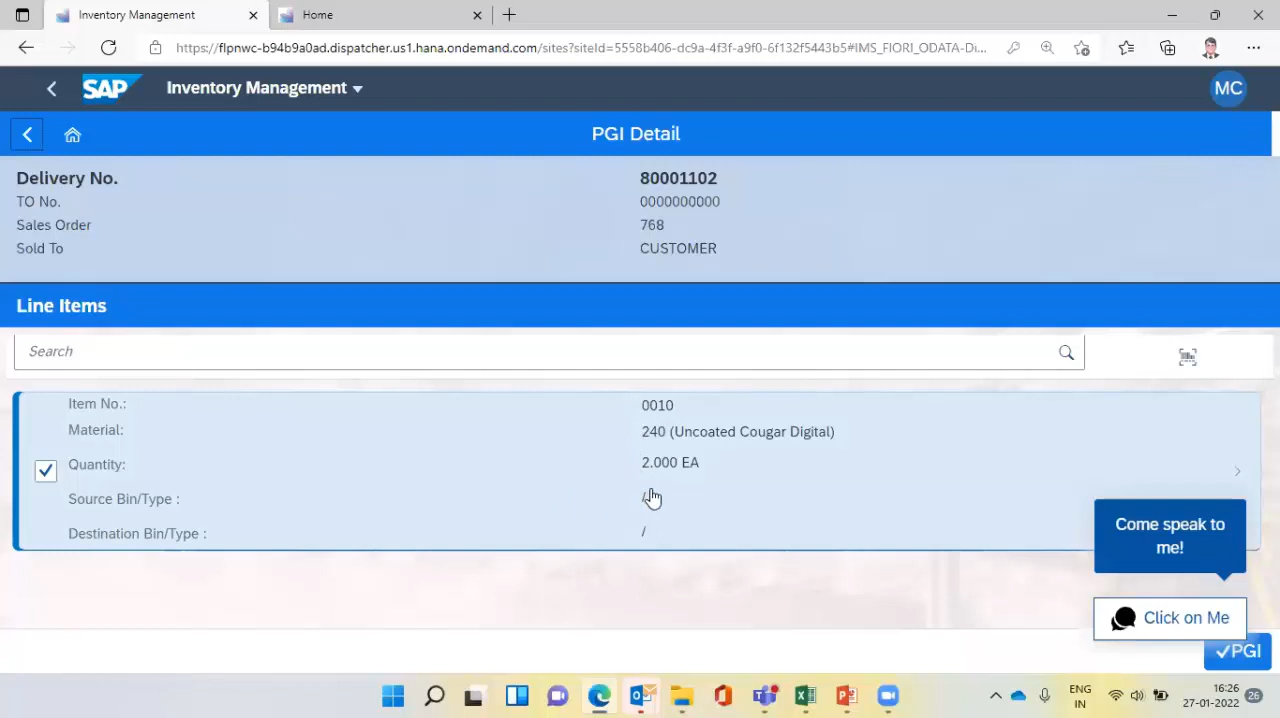 Inventory Management
Home
https://flpnwc-b94b9a0ad.dispatcher.us1.hana.ondemand.com/sites?siteId=5558b406-dc9a-4f3f-a9f0-6f132f5443b5#IMS_FIORI_ODATA-Di...
SAP Inventory Management MC
PGI Detail
Delivery No. 80001102
TO No. 0000000000
Sales Order 768
Sold To CUSTOMER
Line Items
Search
Item No.: 0010
Material: 240 (Uncoated Cougar Digital)
Quantity: 2.000 EA
Source Bin/Type : /
Destination Bin/Type : /
Come speak to
me!
Click on Me
PGI
ENG
IN
16:26
27-01-2022
26